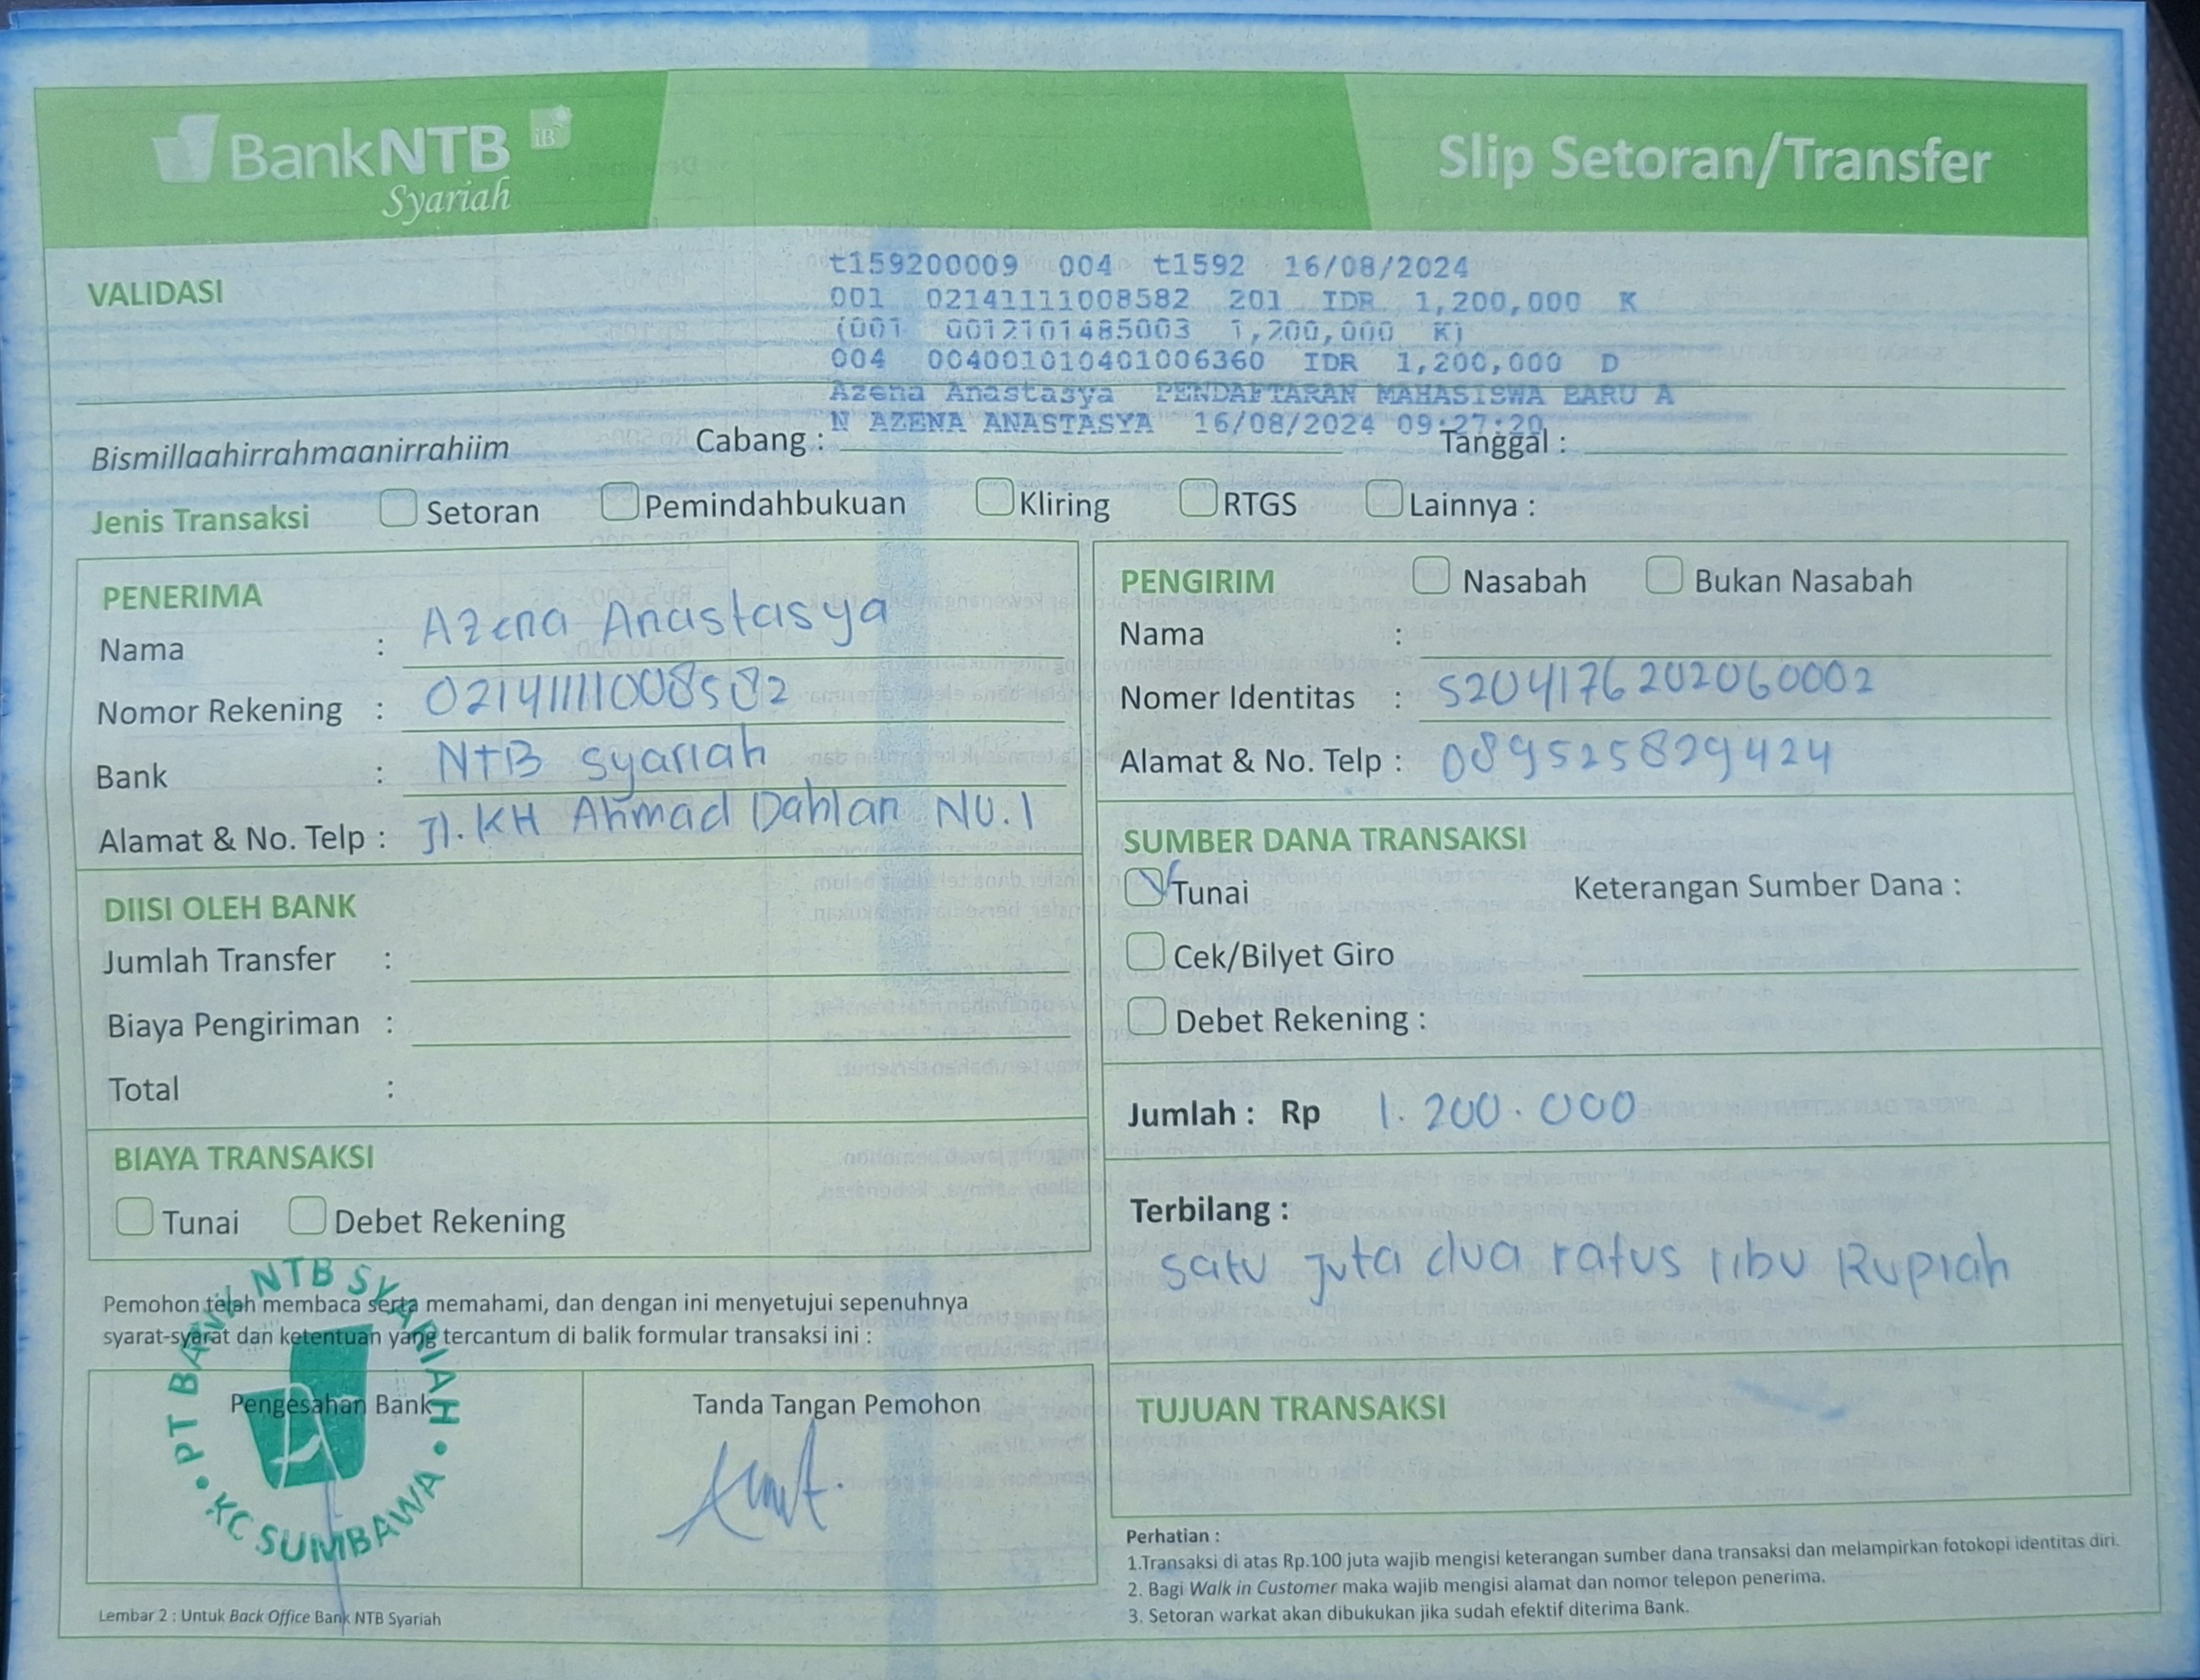 BankNTB iB
Syariah
Slip Setoran/Transfer
VALIDASI
t159200009 004 t1592 16/08/2024
001 02141111008582 201 IDR 1,200,000 K
(001 0012101485003 1,200,000 K)
004 004001010401006360 IDR 1,200,000 D
Azena Anastasya PENDAFTARAN MAHASISWA BARU A
N AZENA ANASTASYA 16/08/2024 09:27:20
Bismillaahirrahmaanirrahiim Cabang : Tanggal :
Jenis Transaksi Setoran Pemindahbukuan Kliring RTGS Lainnya :
PENERIMA
Nama : Azena Anastasya
Nomor Rekening : 02141111008582
Bank : NTB Syariah
Alamat & No. Telp : Jl. KH Ahmad Dahlan NO. 1
PENGIRIM Nasabah Bukan Nasabah
Nama :
Nomer Identitas : 5204176202060002
Alamat & No. Telp : 089525829424
DIISI OLEH BANK
Jumlah Transfer :
Biaya Pengiriman :
Total :
SUMBER DANA TRANSAKSI
Tunai Keterangan Sumber Dana :
Cek/Bilyet Giro
Debet Rekening :
Jumlah : Rp 1. 200. 000
BIAYA TRANSAKSI
Tunai Debet Rekening
Terbilang :
satu juta dua ratus ribu Rupiah
Pemohon telah membaca serta memahami, dan dengan ini menyetujui sepenuhnya
syarat-syarat dan ketentuan yang tercantum di balik formular transaksi ini :
Pengesahan Bank
PT BANK NTB SYARIAH
KC SUMBAWA
Tanda Tangan Pemohon
TUJUAN TRANSAKSI
Perhatian :
1.Transaksi di atas Rp.100 juta wajib mengisi keterangan sumber dana transaksi dan melampirkan fotokopi identitas diri.
2. Bagi Walk in Customer maka wajib mengisi alamat dan nomor telepon penerima.
3. Setoran warkat akan dibukukan jika sudah efektif diterima Bank.
Lembar 2 : Untuk Back Office Bank NTB Syariah